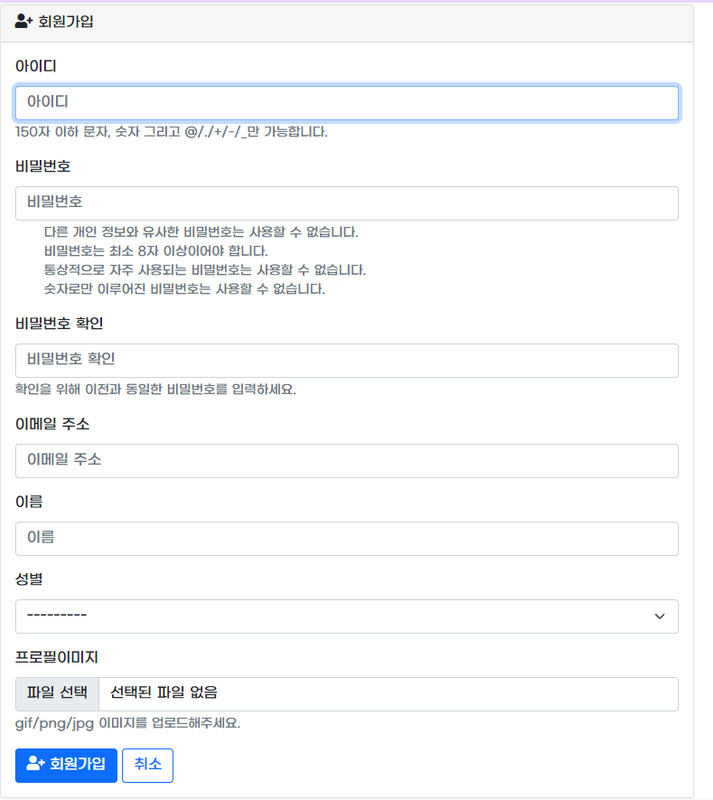 회원가입
아이디
아이디
150자 이하 문자, 숫자 그리고 @/./+/-/_만 가능합니다.
비밀번호
비밀번호
다른 개인 정보와 유사한 비밀번호는 사용할 수 없습니다.
비밀번호는 최소 8자 이상이어야 합니다.
통상적으로 자주 사용되는 비밀번호는 사용할 수 없습니다.
숫자로만 이루어진 비밀번호는 사용할 수 없습니다.
비밀번호 확인
비밀번호 확인
확인을 위해 이전과 동일한 비밀번호를 입력하세요.
이메일 주소
이메일 주소
이름
이름
성별
---------
프로필이미지
파일 선택 선택된 파일 없음
gif/png/jpg 이미지를 업로드해주세요.
회원가입 취소